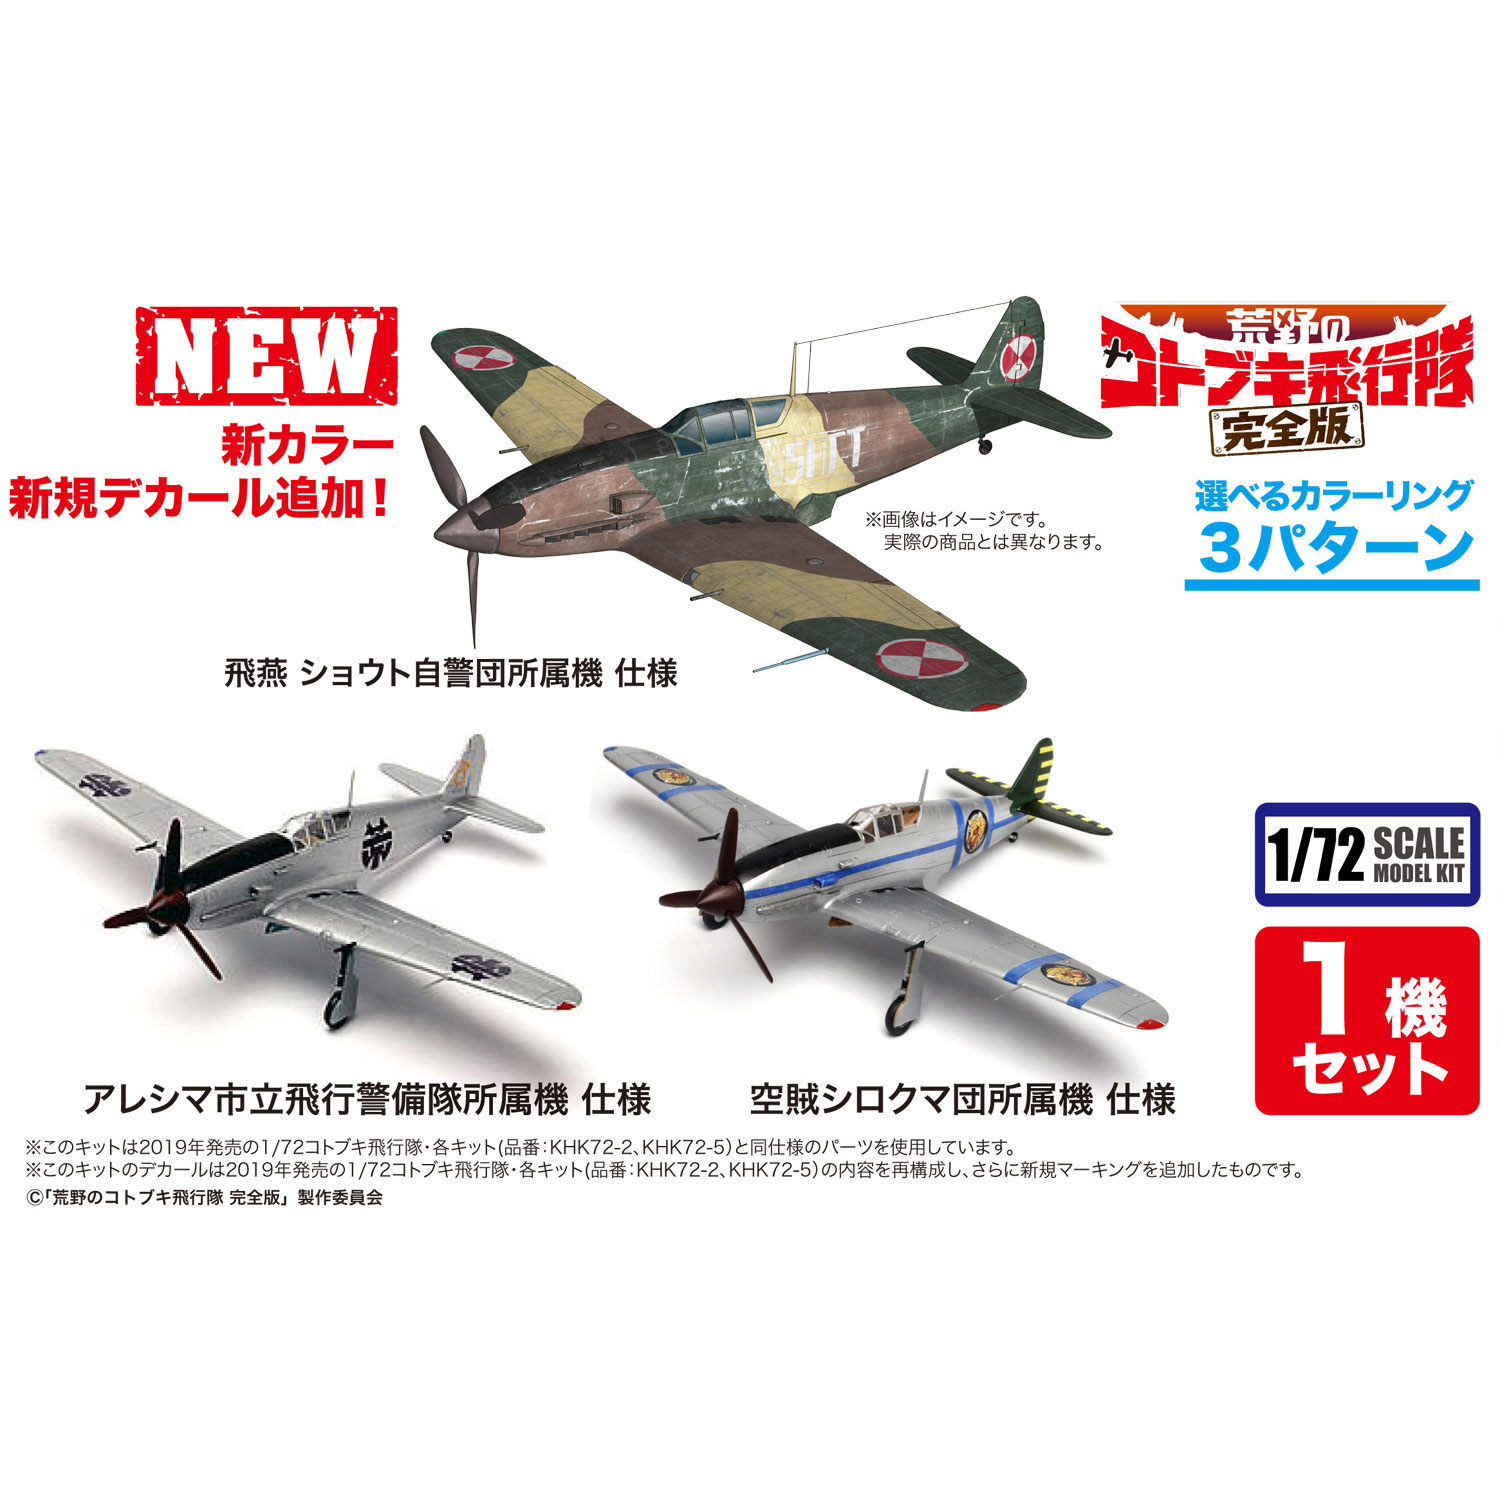 NEW
新カラー
新規デカール追加！
荒野の
コトブキ飛行隊
完全版
選べるカラーリング
3パターン
※画像はイメージです。
実際の商品とは異なります。
飛燕 ショウト自警団所属機 仕様
1/72 SCALE
MODEL KIT
1機
セット
アレシマ市立飛行警備隊所属機 仕様
空賊シロクマ団所属機 仕様
※このキットは2019年発売の1/72コトブキ飛行隊・各キット(品番：KHK72-2、KHK72-5)と同仕様のパーツを使用しています。
※このキットのデカールは2019年発売の1/72コトブキ飛行隊・各キット(品番：KHK72-2、KHK72-5)の内容を再構成し、さらに新規マーキングを追加したものです。
©「荒野のコトブキ飛行隊 完全版」製作委員会